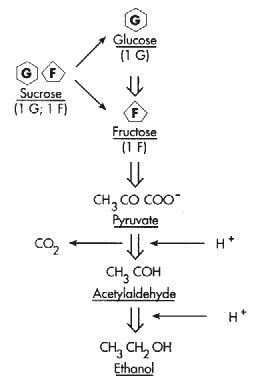 G
Glucose
(1 G)
G F
Sucrose
(1 G; 1 F)
F
Fructose
(1 F)
CH₃ CO COO⁻
Pyruvate
CO₂ H⁺
CH₃ COH
Acetylaldehyde
H⁺
CH₃ CH₂ OH
Ethanol